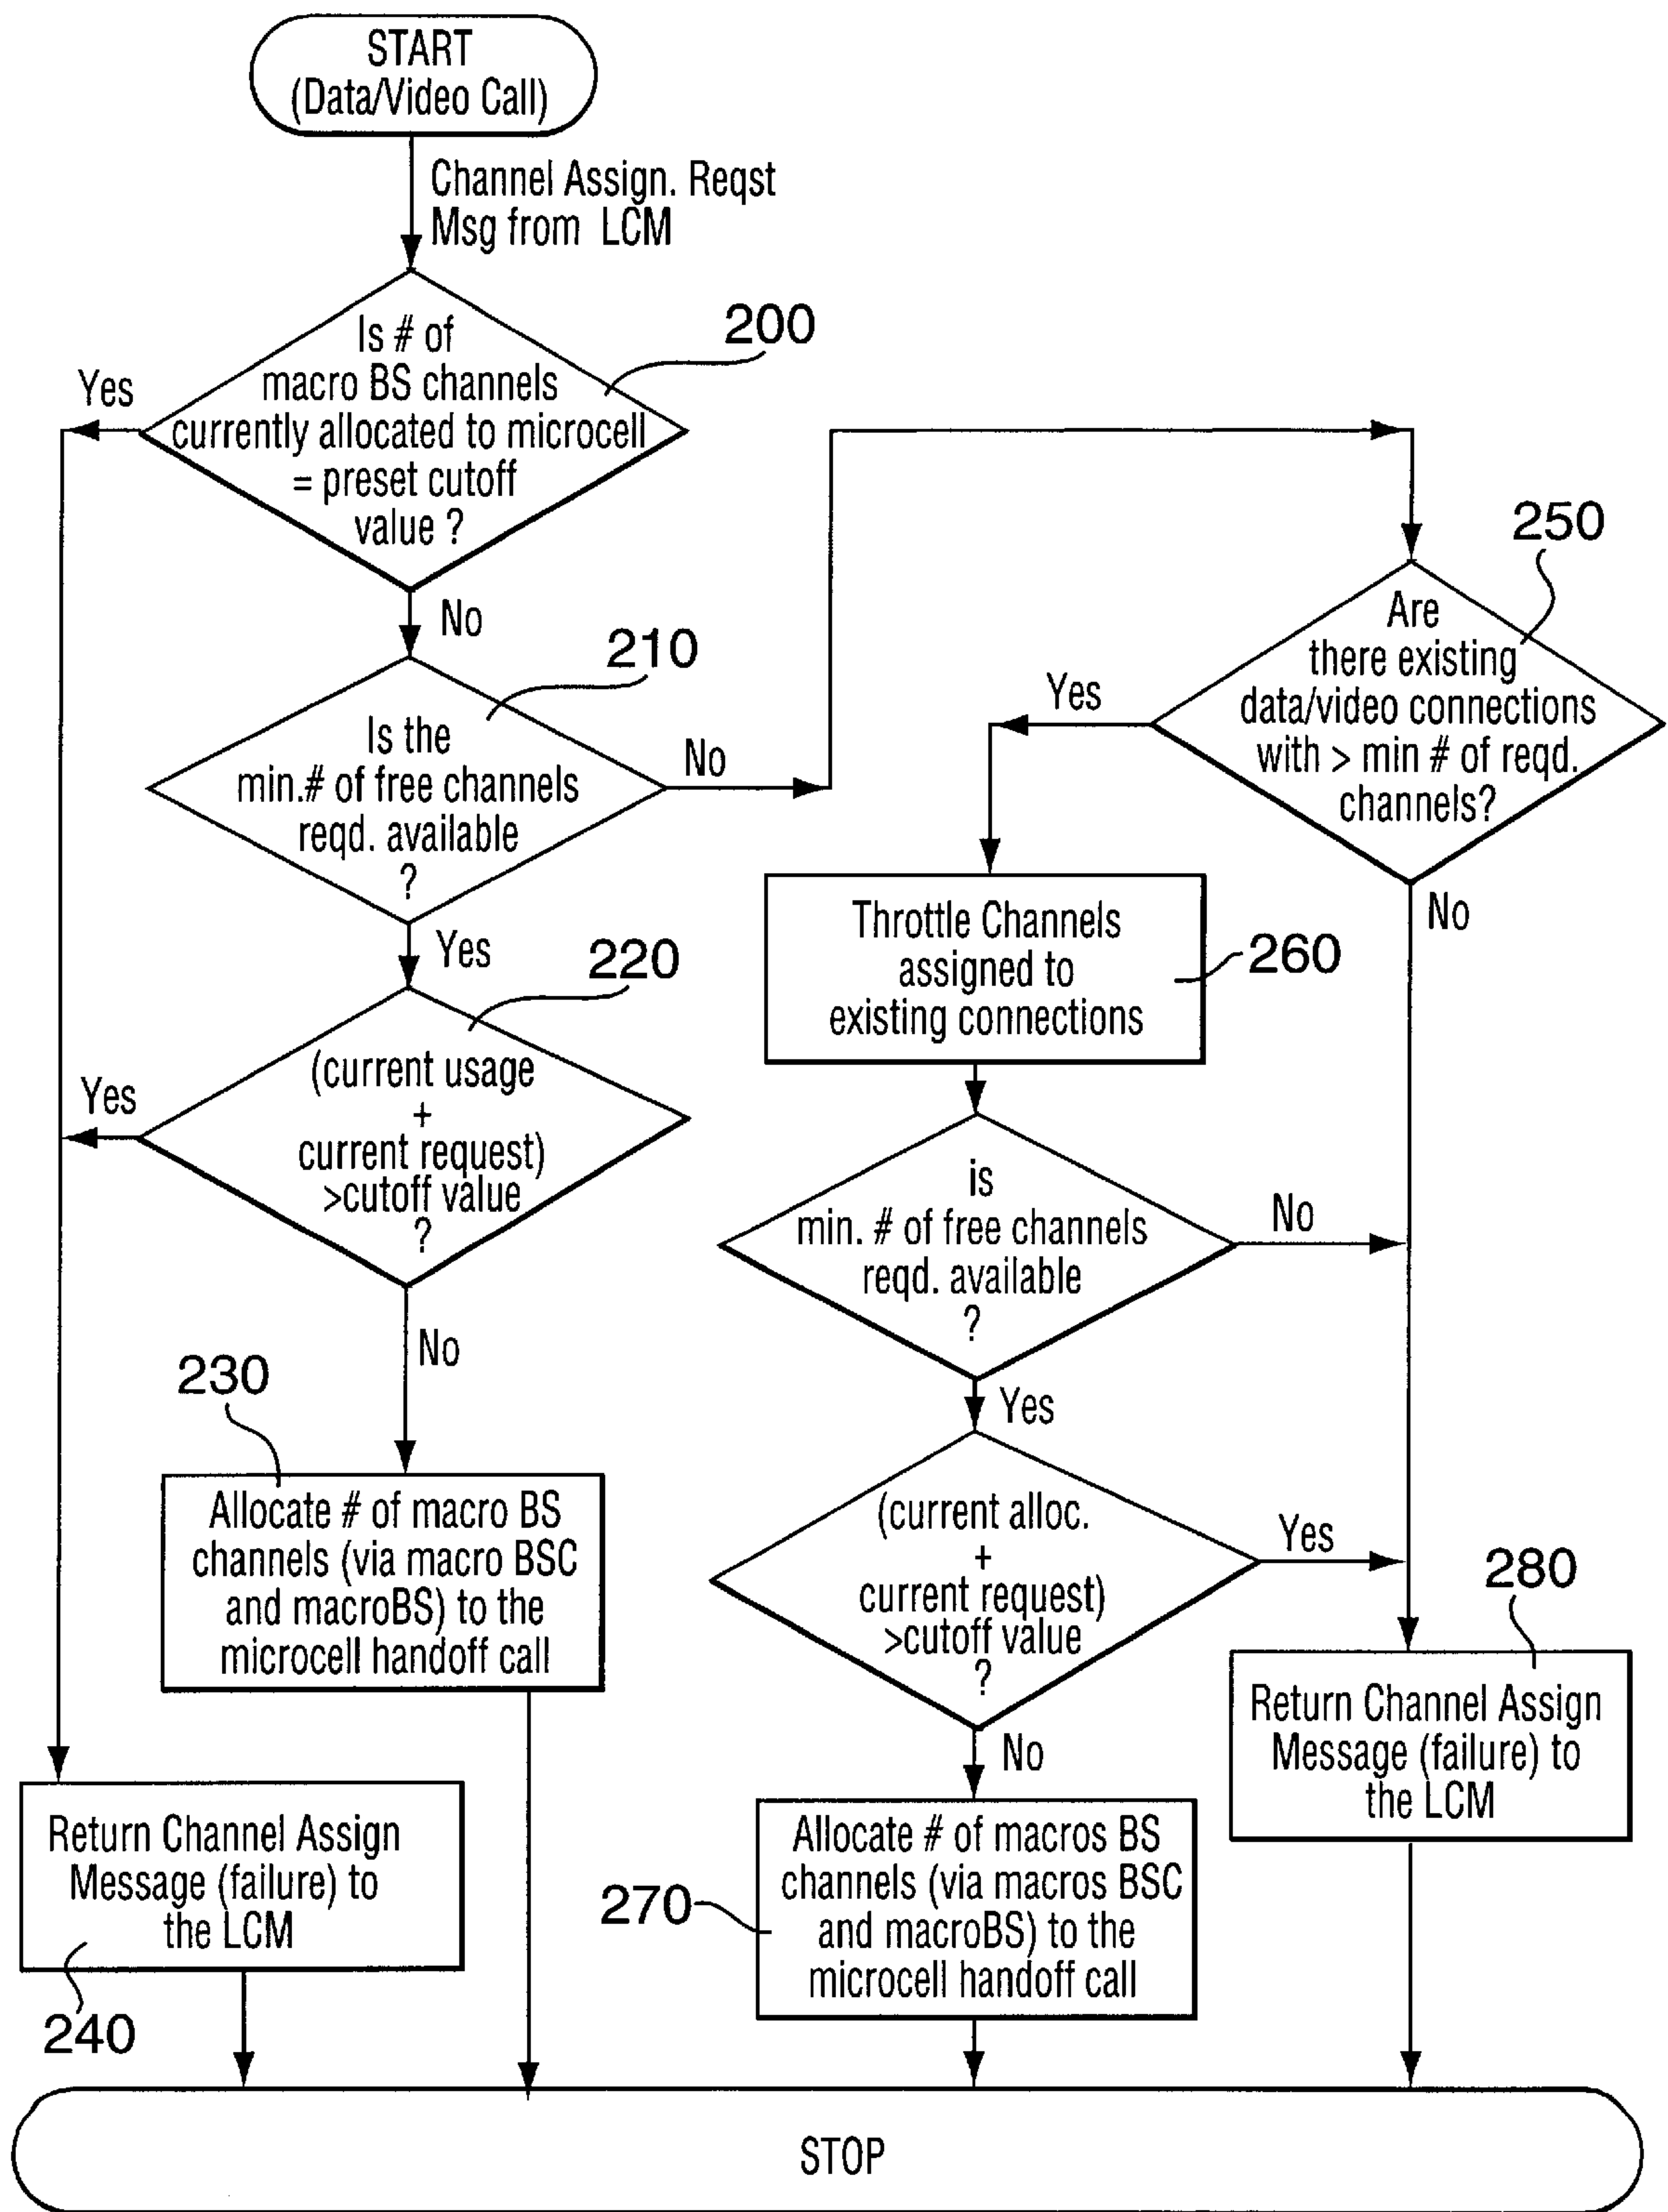 START
(Data/Video Call)
Channel Assign. Reqst
Msg from LCM
Is # of
macro BS channels
currently allocated to microcell
= preset cutoff
value ?
200
Yes
No
210
Is the
min.# of free channels
reqd. available
?
No
Yes
220
(current usage
+
current request)
>cutoff value
?
Yes
No
230
Allocate # of macro BS
channels (via macro BSC
and macroBS) to the
microcell handoff call
Return Channel Assign
Message (failure) to
the LCM
240
250
Are
there existing
data/video connections
with > min # of reqd.
channels?
Yes
No
Throttle Channels
assigned to
existing connections
260
is
min. # of free channels
reqd. available
?
No
Yes
(current alloc.
+
current request)
>cutoff value
?
Yes
No
280
Return Channel Assign
Message (failure) to
the LCM
Allocate # of macros BS
channels (via macros BSC
and macroBS) to the
microcell handoff call
270
STOP